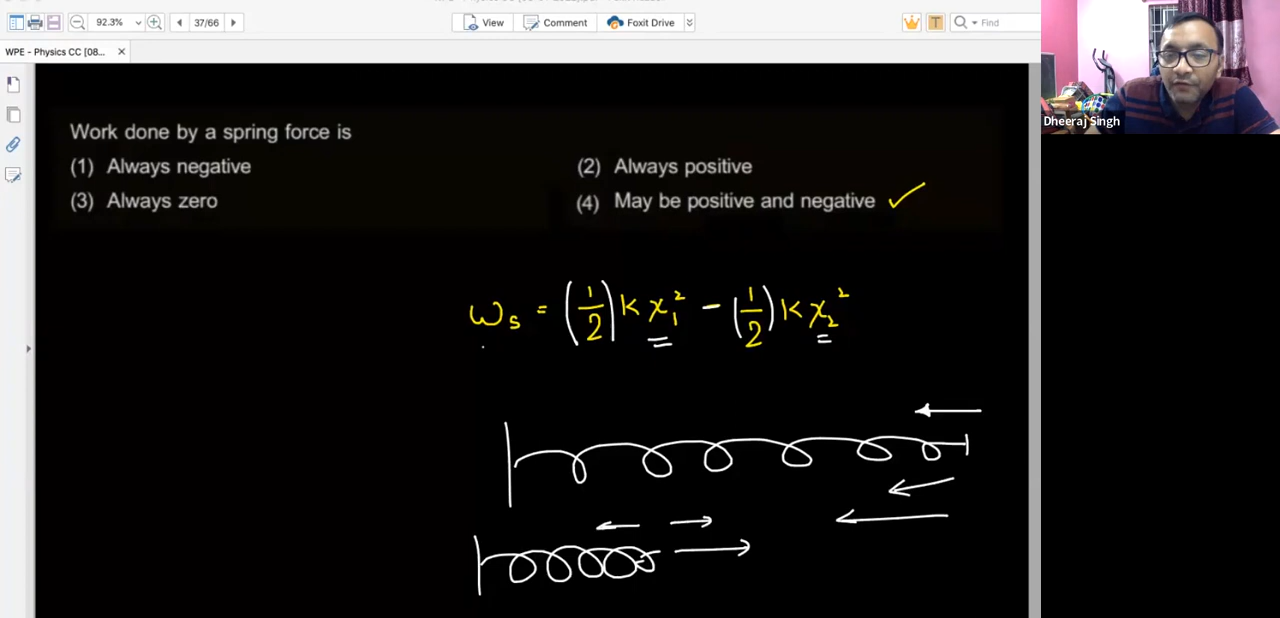 92.3%
37/66
View
Comment
Foxit Drive
T
Find
WPE - Physics CC [08...
Dheeraj Singh
Work done by a spring force is
(1) Always negative
(2) Always positive
(3) Always zero
(4) May be positive and negative ✓
ω_s = (1/2) K x₁² - (1/2) K x₂²